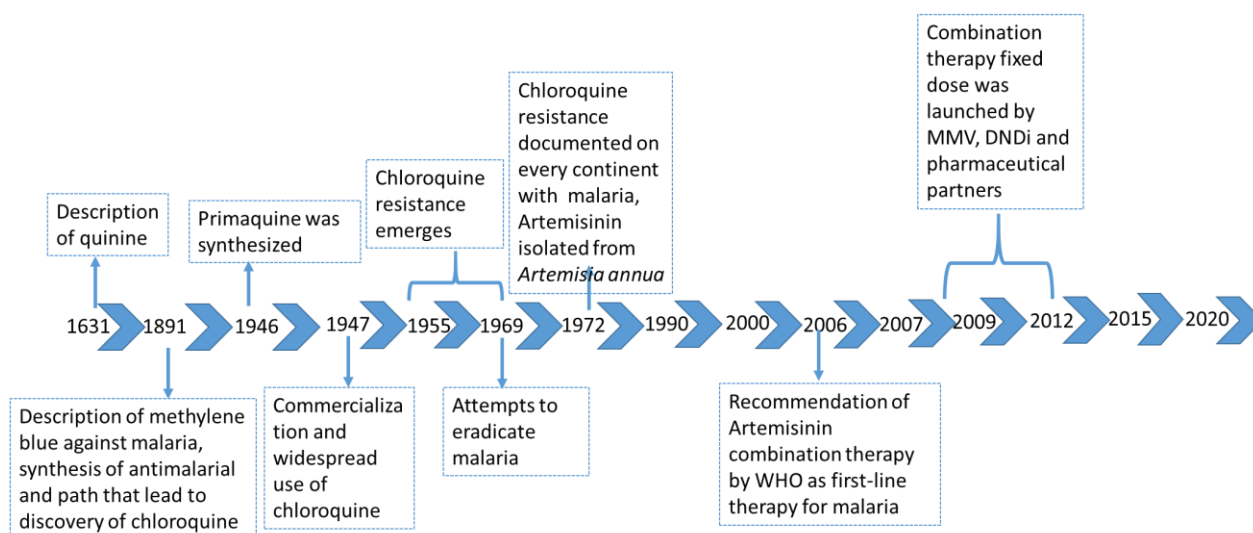 Combination
therapy fixed
dose was
launched by
MMV, DNDi and
pharmaceutical
partners
Chloroquine
resistance
documented on
every continent
with malaria,
Artemisinin
isolated from
Artemisia annua
Chloroquine
resistance
emerges
Description
of quinine
Primaquine was
synthesized
1631
1891
1946
1947
1955
1969
1972
1990
2000
2006
2007
2009
2012
2015
2020
Description of methylene
blue against malaria,
synthesis of antimalarial
and path that lead to
discovery of chloroquine
Commercializa
tion and
widespread
use of
chloroquine
Attempts to
eradicate
malaria
Recommendation of
Artemisinin
combination therapy
by WHO as first-line
therapy for malaria